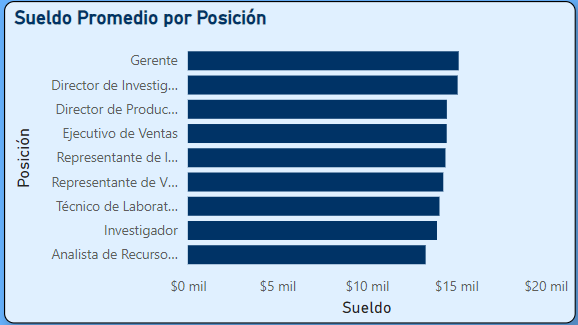 Sueldo Promedio por Posición
Posición
Gerente
Director de Investig...
Director de Produc...
Ejecutivo de Ventas
Representante de I...
Representante de V...
Técnico de Laborat...
Investigador
Analista de Recurso...
$0 mil $5 mil $10 mil $15 mil $20 mil
Sueldo